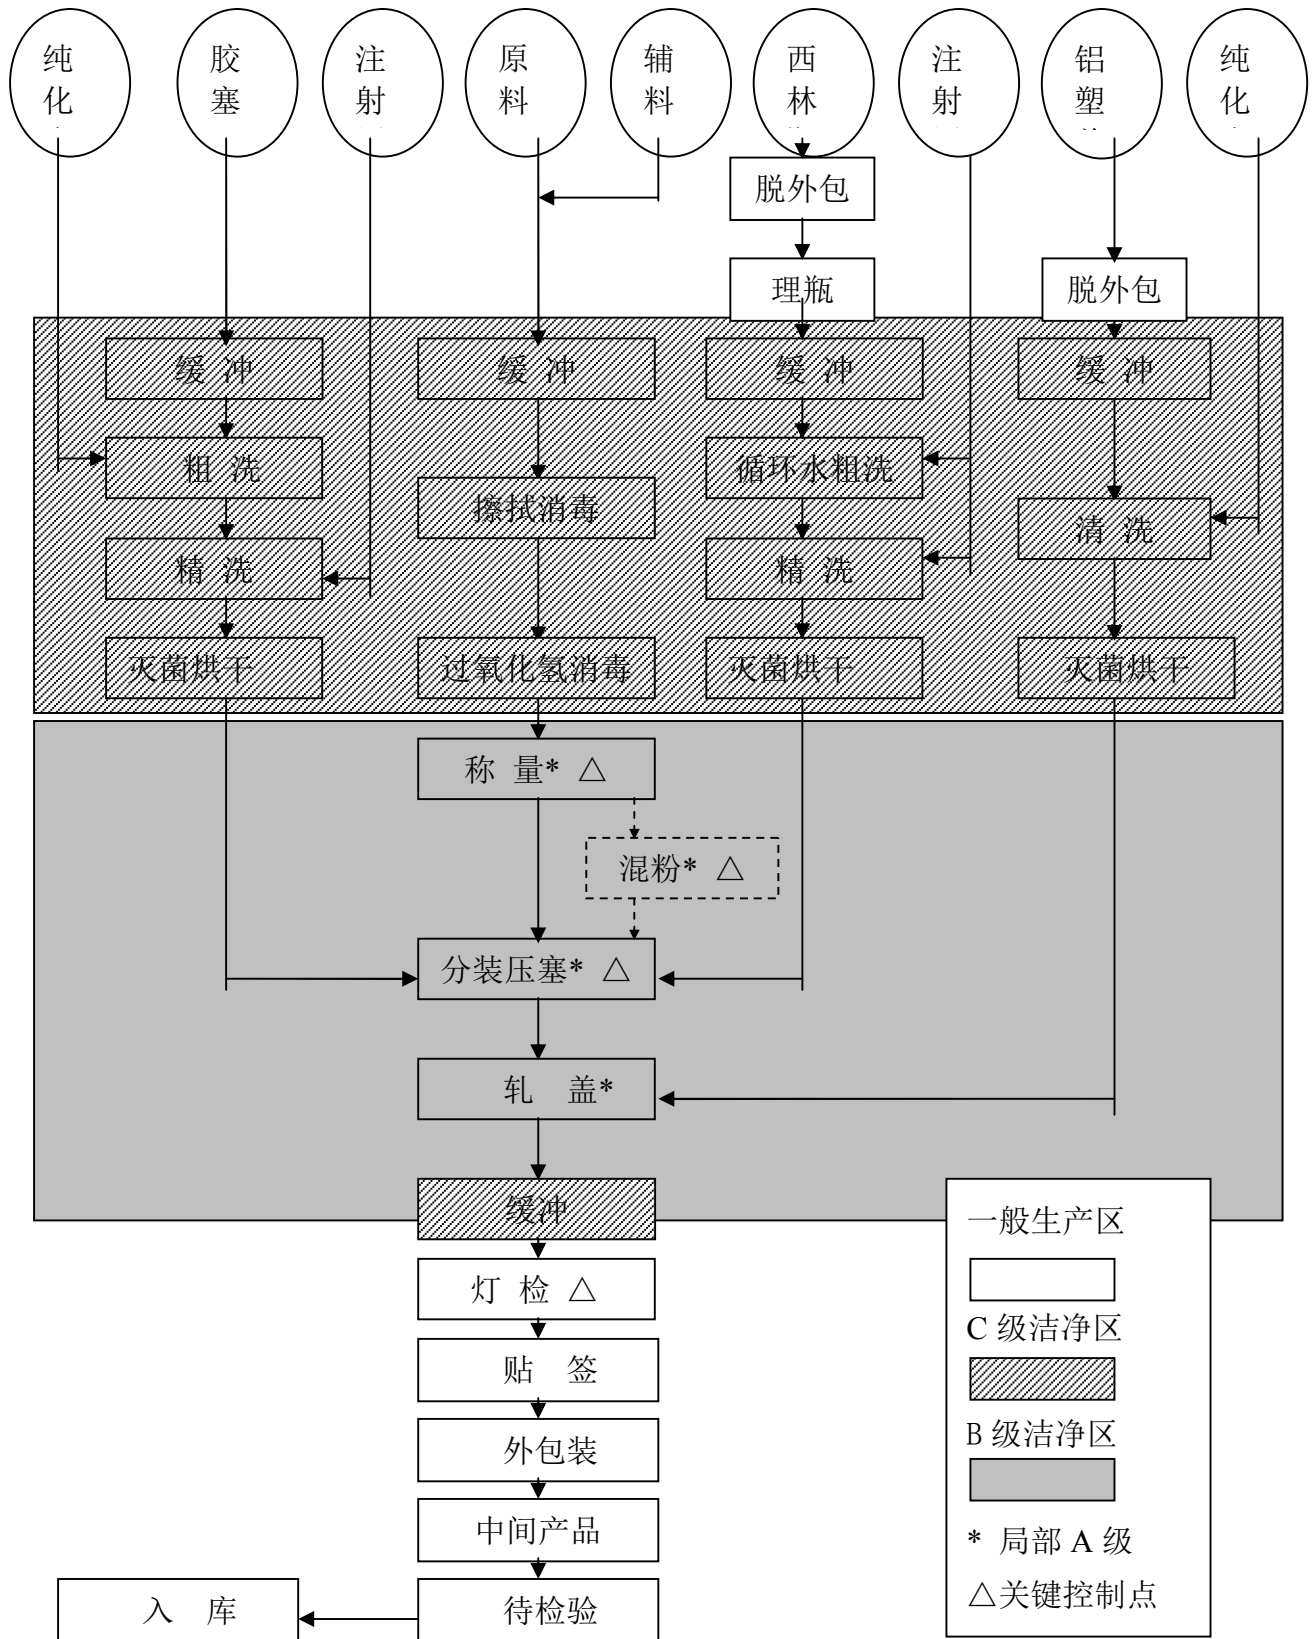 纯
化
胶
塞
注
射
原
料
辅
料
西
林
注
射
铝
塑
纯
化
脱外包
理瓶
脱外包
缓 冲
缓 冲
缓 冲
缓 冲
粗 洗
擦拭消毒
循环水粗洗
清 洗
精 洗
精 洗
灭菌烘干
过氧化氢消毒
灭菌烘干
灭菌烘干
称 量* △
混粉* △
分装压塞* △
轧 盖*
缓冲
灯 检 △
贴 签
外包装
中间产品
待检验
入 库
一般生产区
C 级洁净区
B 级洁净区
* 局部 A 级
△关键控制点